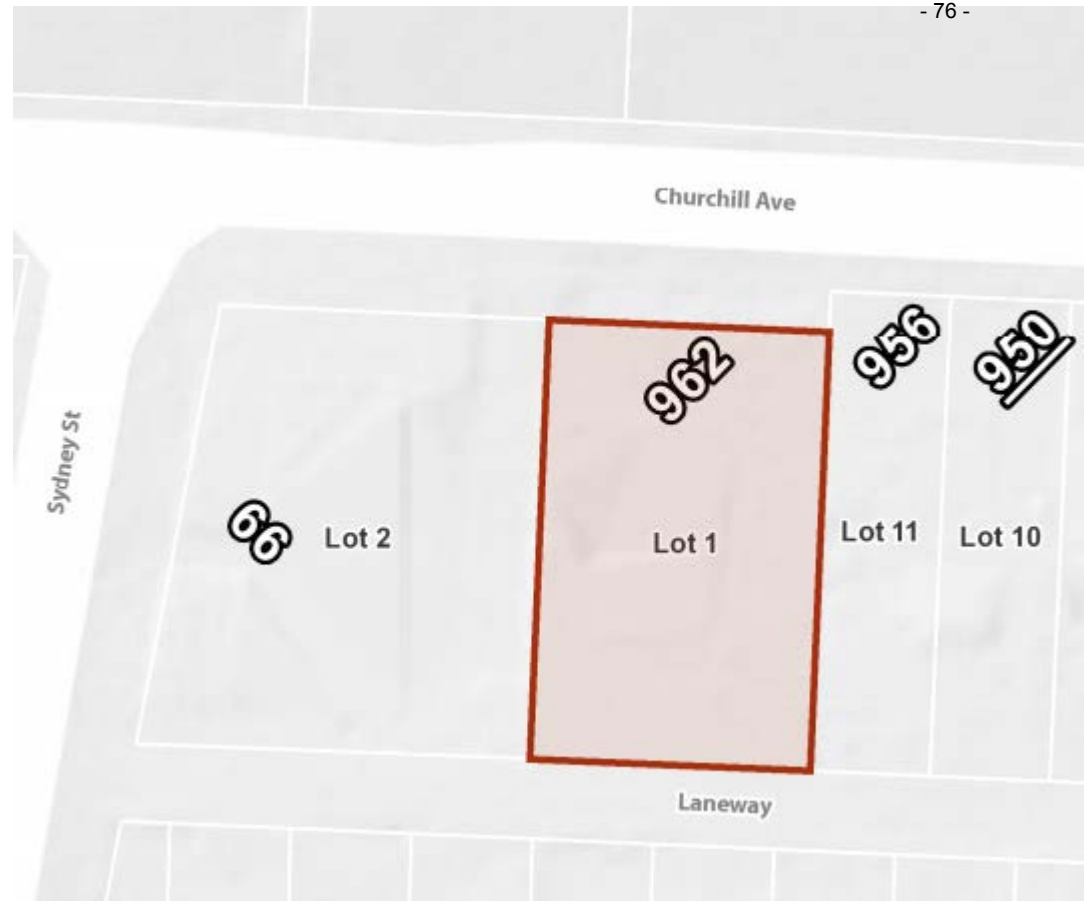 - 76 -
Churchill Ave
Sydney St
962
956
950
66
Lot 2
Lot 1
Lot 11
Lot 10
Laneway